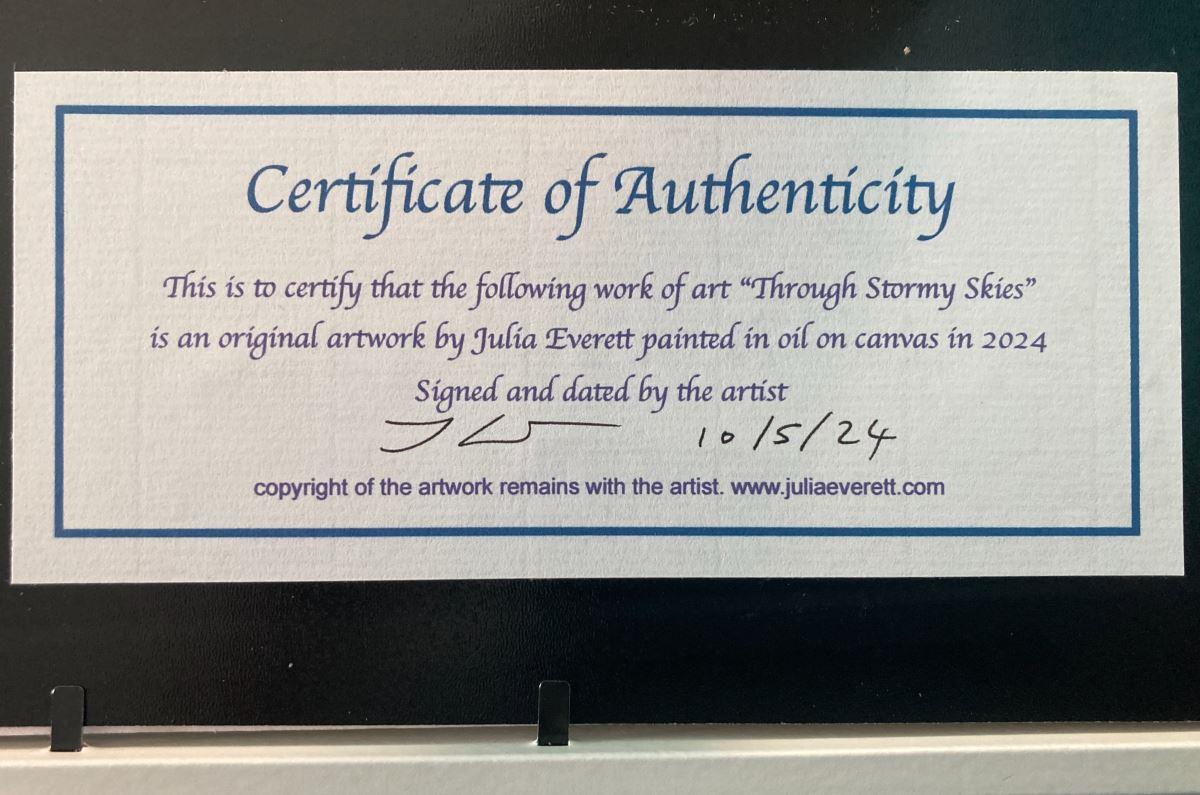 Certificate of Authenticity
This is to certify that the following work of art “Through Stormy Skies”
is an original artwork by Julia Everett painted in oil on canvas in 2024
Signed and dated by the artist
10/5/24
copyright of the artwork remains with the artist. www.juliaeverett.com